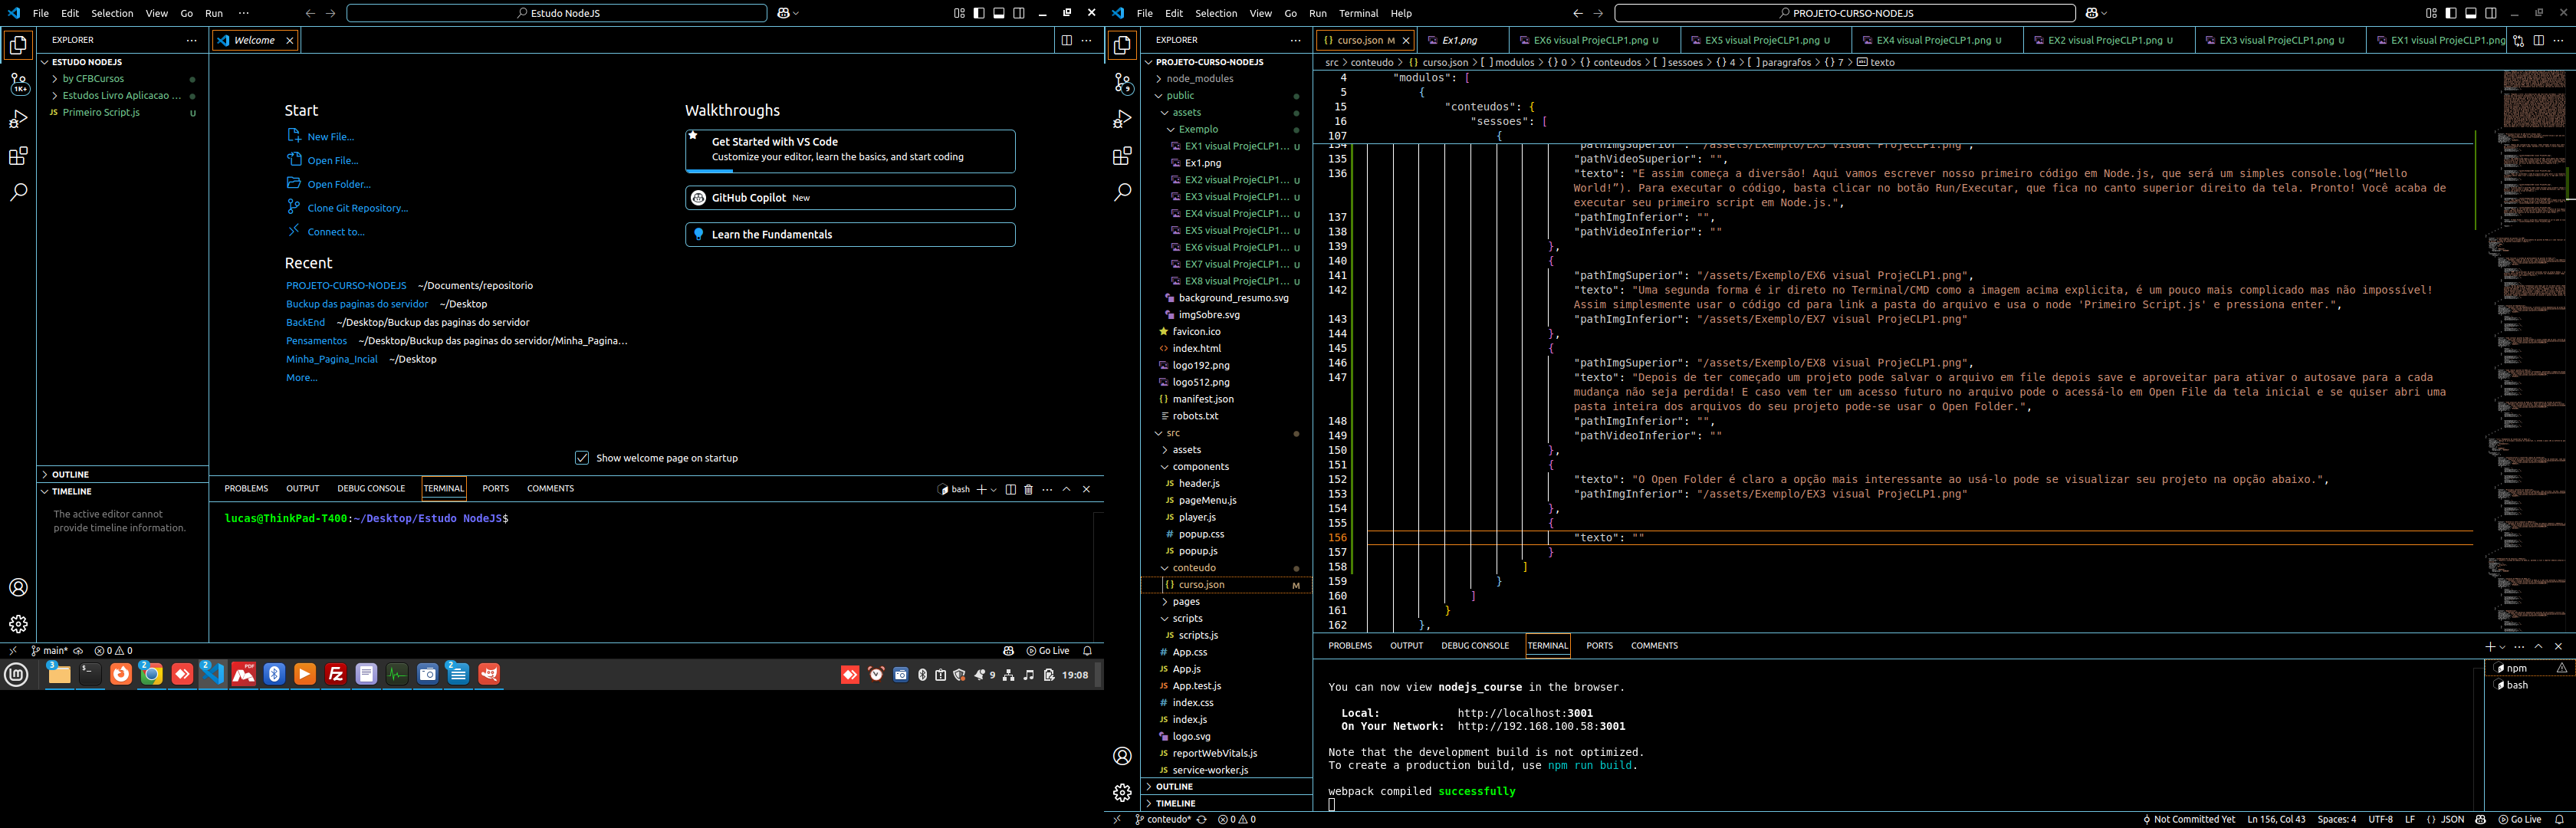 File Edit Selection View Go Run ···
Estudo NodeJS
EXPLORER
Welcome
ESTUDO NODEJS
by CFBCursos
Estudos Livro Aplicacao ...
JS Primeiro Script.js U
1K+
Start
New File...
Open File...
Open Folder...
Clone Git Repository...
Connect to...
Recent
PROJETO-CURSO-NODEJS ~/Documents/repositorio
Buckup das paginas do servidor ~/Desktop
BackEnd ~/Desktop/Buckup das paginas do servidor
Pensamentos ~/Desktop/Buckup das paginas do servidor/Minha_Pagina...
Minha_Pagina_Incial ~/Desktop
More...
Walkthroughs
Get Started with VS Code
Customize your editor, learn the basics, and start coding
GitHub Copilot New
Learn the Fundamentals
Show welcome page on startup
OUTLINE
TIMELINE
The active editor cannot
provide timeline information.
PROBLEMS OUTPUT DEBUG CONSOLE TERMINAL PORTS COMMENTS
bash
lucas@ThinkPad-T400:~/Desktop/Estudo NodeJS$
main* 0 0
Go Live
3 2 2 2
9
19:08
File Edit Selection View Go Run Terminal Help
PROJETO-CURSO-NODEJS
EXPLORER
9
PROJETO-CURSO-NODEJS
node_modules
public
assets
Exemplo
EX1 visual ProjeCLP1... U
Ex1.png
EX2 visual ProjeCLP1... U
EX3 visual ProjeCLP1... U
EX4 visual ProjeCLP1... U
EX5 visual ProjeCLP1... U
EX6 visual ProjeCLP1... U
EX7 visual ProjeCLP1... U
EX8 visual ProjeCLP1... U
background_resumo.svg
imgSobre.svg
favicon.ico
index.html
logo192.png
logo512.png
manifest.json
robots.txt
src
assets
components
JS header.js
JS pageMenu.js
JS player.js
# popup.css
JS popup.js
conteudo
{} curso.json M
pages
scripts
JS scripts.js
# App.css
JS App.js
JS App.test.js
# index.css
JS index.js
logo.svg
JS reportWebVitals.js
JS service-worker.js
OUTLINE
TIMELINE
{} curso.json M
Ex1.png
EX6 visual ProjeCLP1.png U
EX5 visual ProjeCLP1.png U
EX4 visual ProjeCLP1.png U
EX2 visual ProjeCLP1.png U
EX3 visual ProjeCLP1.png U
EX1 visual ProjeCLP1.png
src > conteudo > {} curso.json > [ ] modulos > {} 0 > {} conteudos > [ ] sessoes > {} 4 > [ ] paragrafos > {} 7 > texto
4 "modulos": [
5 {
15 "conteudos": {
16 "sessoes": [
107 {
134 "pathImgSuperior": "/assets/Exemplo/EX5 visual ProjeCLP1.png",
135 "pathVideoSuperior": "",
136 "texto": "E assim começa a diversão! Aqui vamos escrever nosso primeiro código em Node.js, que será um simples console.log(“Hello
World!”). Para executar o código, basta clicar no botão Run/Executar, que fica no canto superior direito da tela. Pronto! Você acaba de
executar seu primeiro script em Node.js.",
137 "pathImgInferior": "",
138 "pathVideoInferior": ""
139 },
140 {
141 "pathImgSuperior": "/assets/Exemplo/EX6 visual ProjeCLP1.png",
142 "texto": "Uma segunda forma é ir direto no Terminal/CMD como a imagem acima explicita, é um pouco mais complicado mas não impossível!
Assim simplesmente usar o código cd para link a pasta do arquivo e usa o node 'Primeiro Script.js' e pressiona enter.",
143 "pathImgInferior": "/assets/Exemplo/EX7 visual ProjeCLP1.png"
144 },
145 {
146 "pathImgSuperior": "/assets/Exemplo/EX8 visual ProjeCLP1.png",
147 "texto": "Depois de ter começado um projeto pode salvar o arquivo em file depois save e aproveitar para ativar o autosave para a cada
mudança não seja perdida! E caso vem ter um acesso futuro no arquivo pode o acessá-lo em Open File da tela inicial e se quiser abri uma
pasta inteira dos arquivos do seu projeto pode-se usar o Open Folder.",
148 "pathImgInferior": "",
149 "pathVideoInferior": ""
150 },
151 {
152 "texto": "O Open Folder é claro a opção mais interessante ao usá-lo pode se visualizar seu projeto na opção abaixo.",
153 "pathImgInferior": "/assets/Exemplo/EX3 visual ProjeCLP1.png"
154 },
155 {
156 "texto": ""
157 }
158 ]
159 }
160 ]
161 }
162 },
PROBLEMS OUTPUT DEBUG CONSOLE TERMINAL PORTS COMMENTS
You can now view nodejs_course in the browser.
Local: http://localhost:3001
On Your Network: http://192.168.100.58:3001
Note that the development build is not optimized.
To create a production build, use npm run build.
webpack compiled successfully
npm
bash
conteudo* 0 0
Not Committed Yet Ln 156, Col 43 Spaces: 4 UTF-8 LF {} JSON Go Live